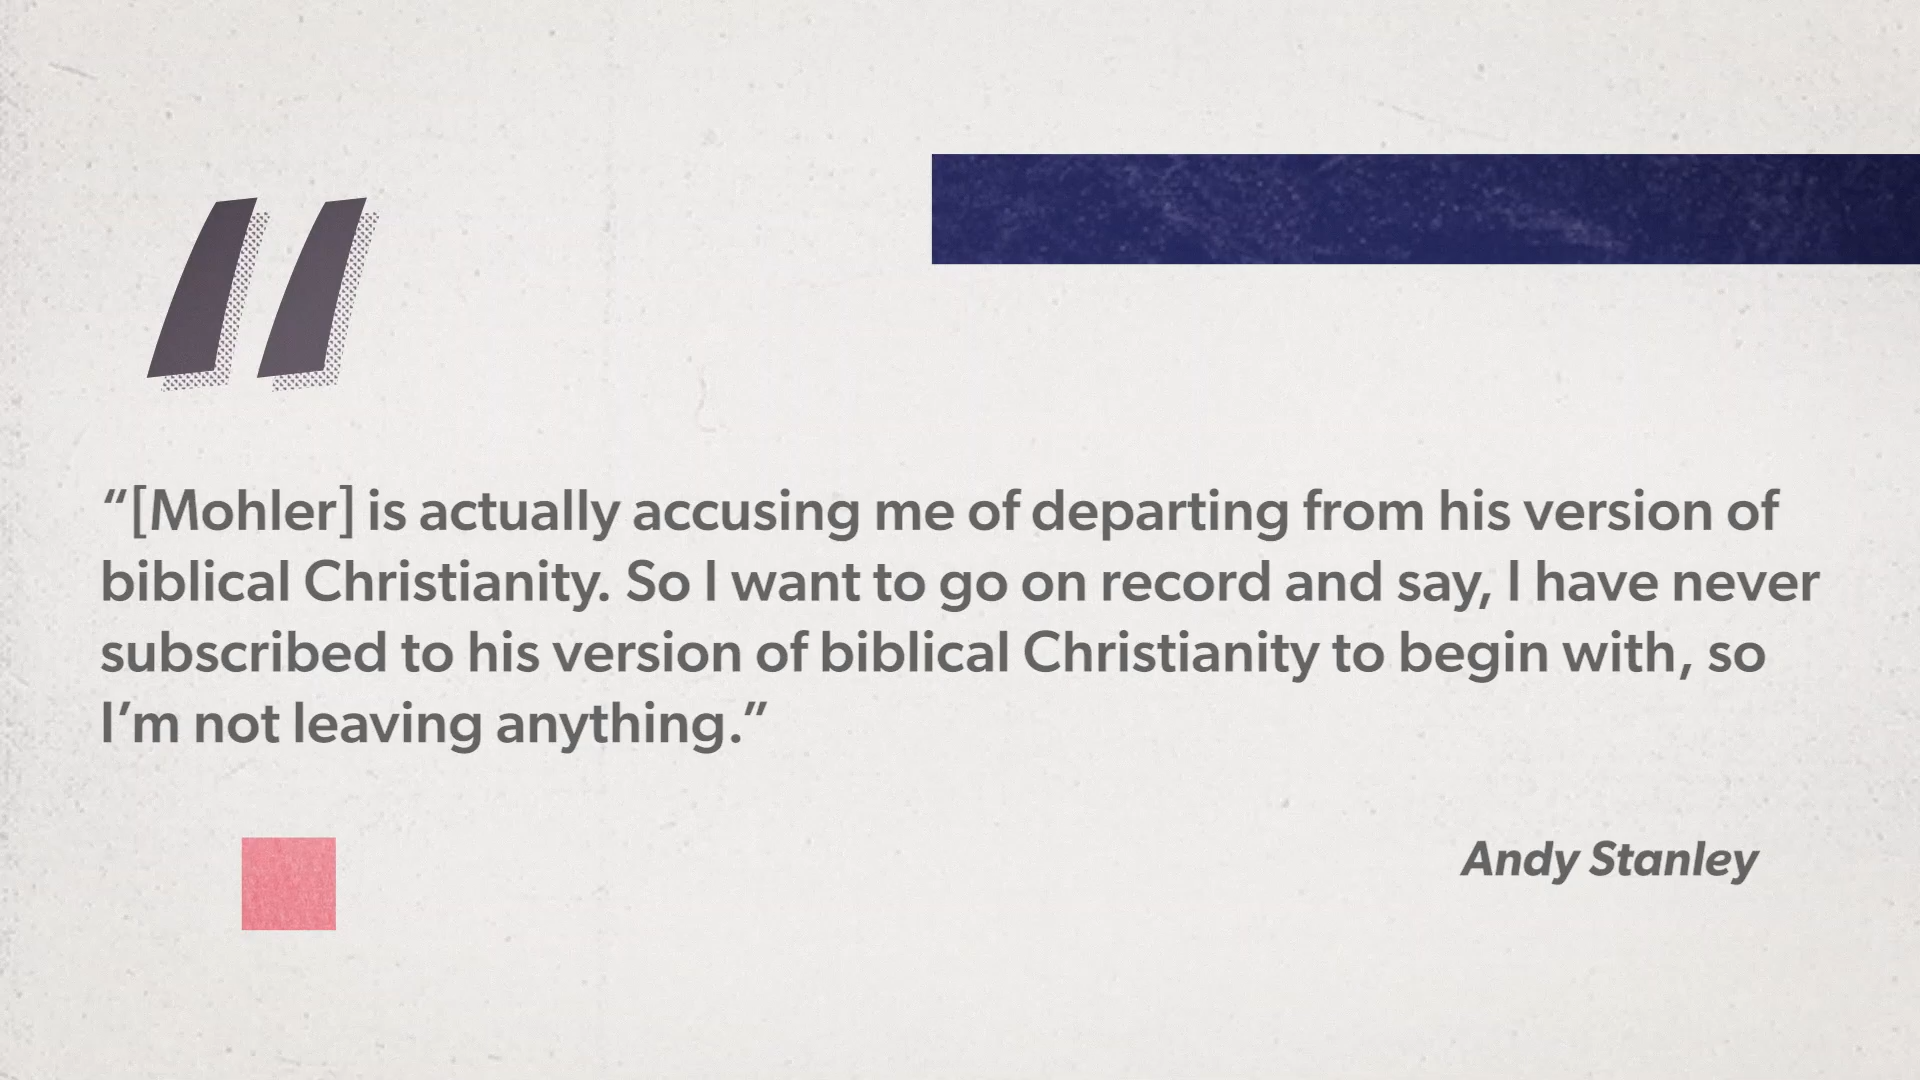 “[Mohler] is actually accusing me of departing from his version of
biblical Christianity. So I want to go on record and say, I have never
subscribed to his version of biblical Christianity to begin with, so
I’m not leaving anything.”
Andy Stanley